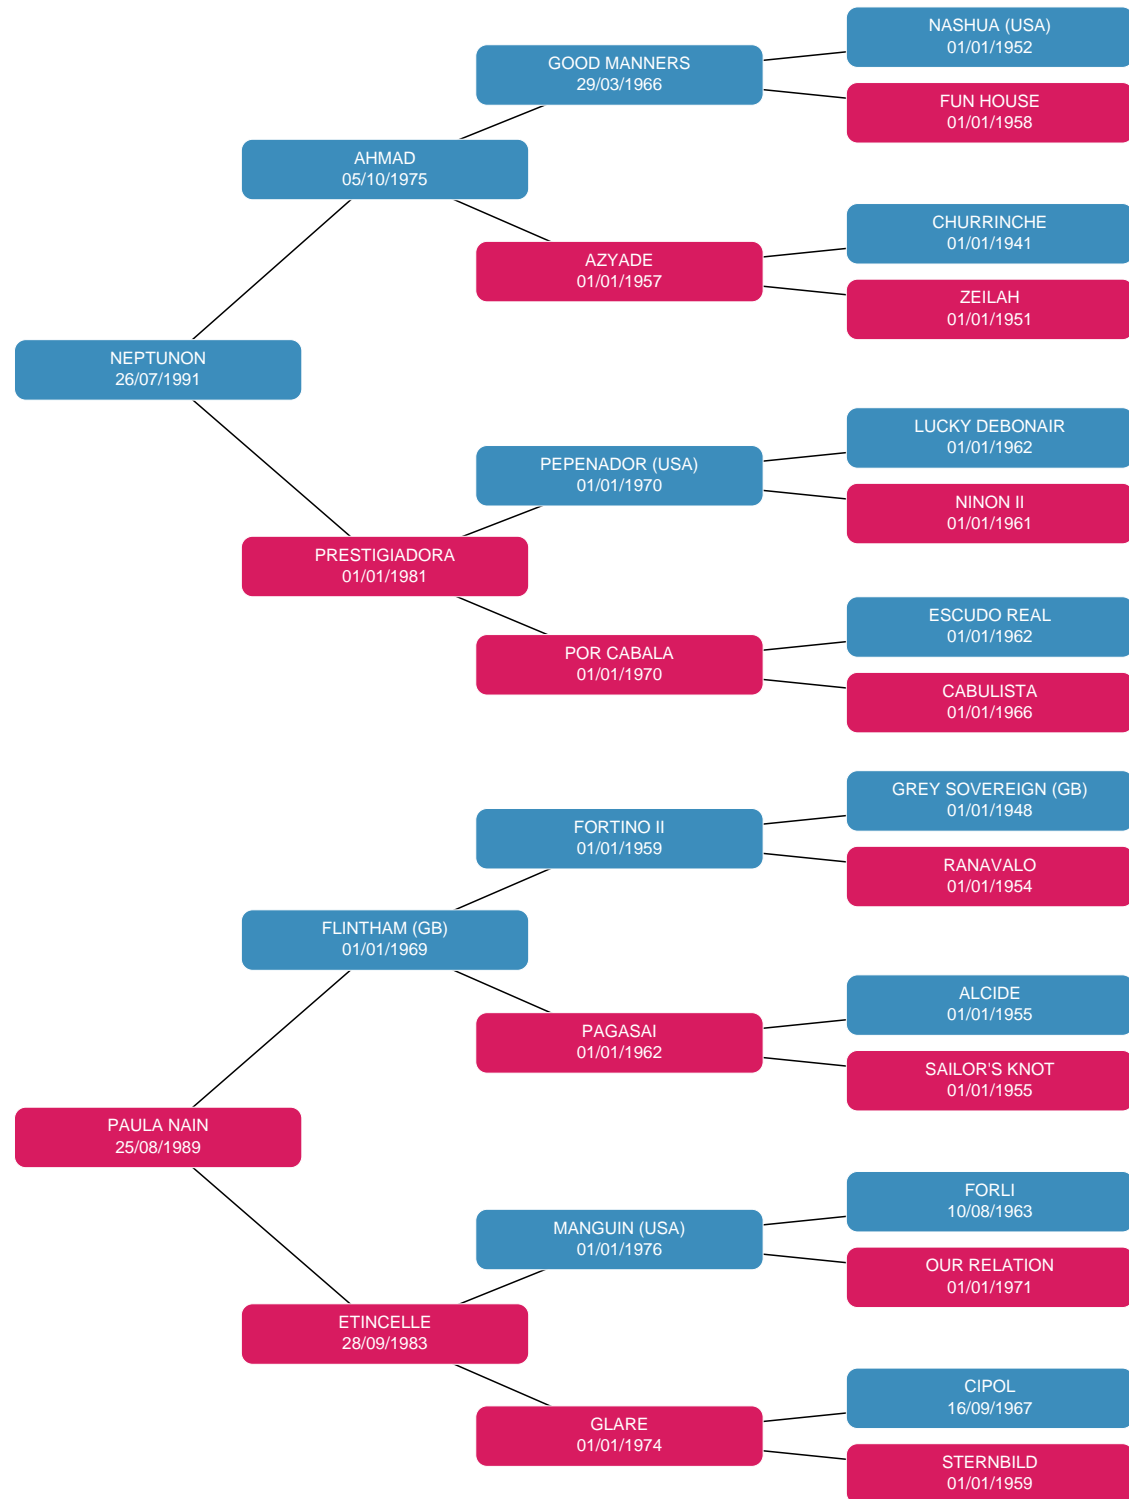 NASHUA (USA)
01/01/1952
GOOD MANNERS
29/03/1966
FUN HOUSE
01/01/1958
AHMAD
05/10/1975
CHURRINCHE
01/01/1941
AZYADE
01/01/1957
ZEILAH
01/01/1951
NEPTUNON
26/07/1991
LUCKY DEBONAIR
01/01/1962
PEPENADOR (USA)
01/01/1970
NINON II
01/01/1961
PRESTIGIADORA
01/01/1981
ESCUDO REAL
01/01/1962
POR CABALA
01/01/1970
CABULISTA
01/01/1966
GREY SOVEREIGN (GB)
01/01/1948
FORTINO II
01/01/1959
RANAVALO
01/01/1954
FLINTHAM (GB)
01/01/1969
ALCIDE
01/01/1955
PAGASAI
01/01/1962
SAILOR'S KNOT
01/01/1955
PAULA NAIN
25/08/1989
FORLI
10/08/1963
MANGUIN (USA)
01/01/1976
OUR RELATION
01/01/1971
ETINCELLE
28/09/1983
CIPOL
16/09/1967
GLARE
01/01/1974
STERNBILD
01/01/1959